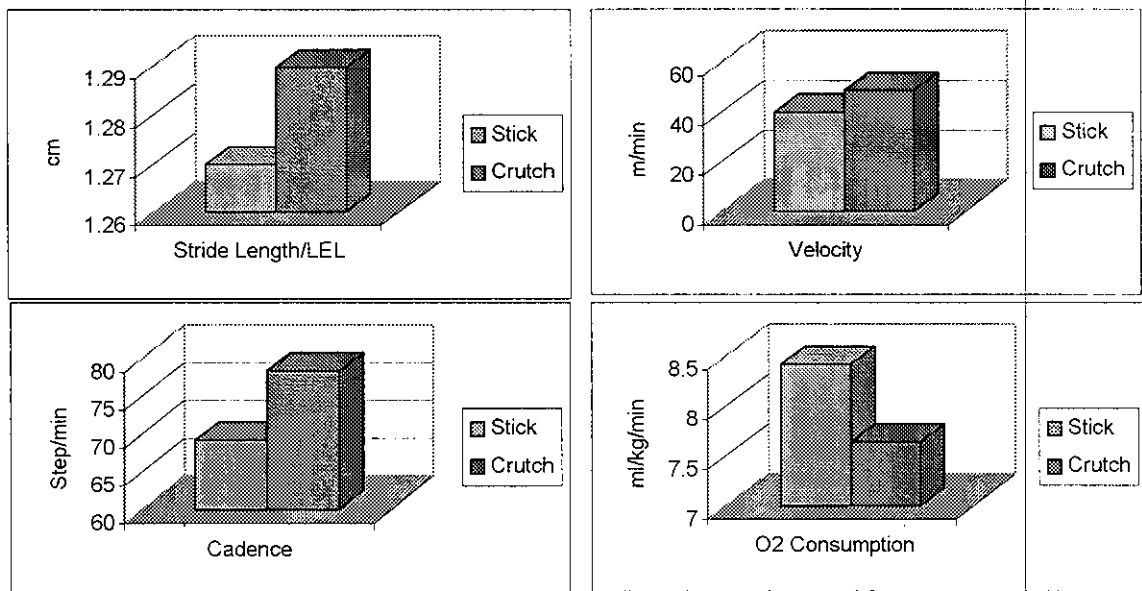 1.29
1.28
1.27
1.26
cm
Stride Length/LEL
Stick
Crutch
60
40
20
0
m/min
Velocity
Stick
Crutch
80
75
70
65
60
Step/min
Cadence
Stick
Crutch
8.5
8
7.5
7
ml/kg/min
O2 Consumption
Stick
Crutch